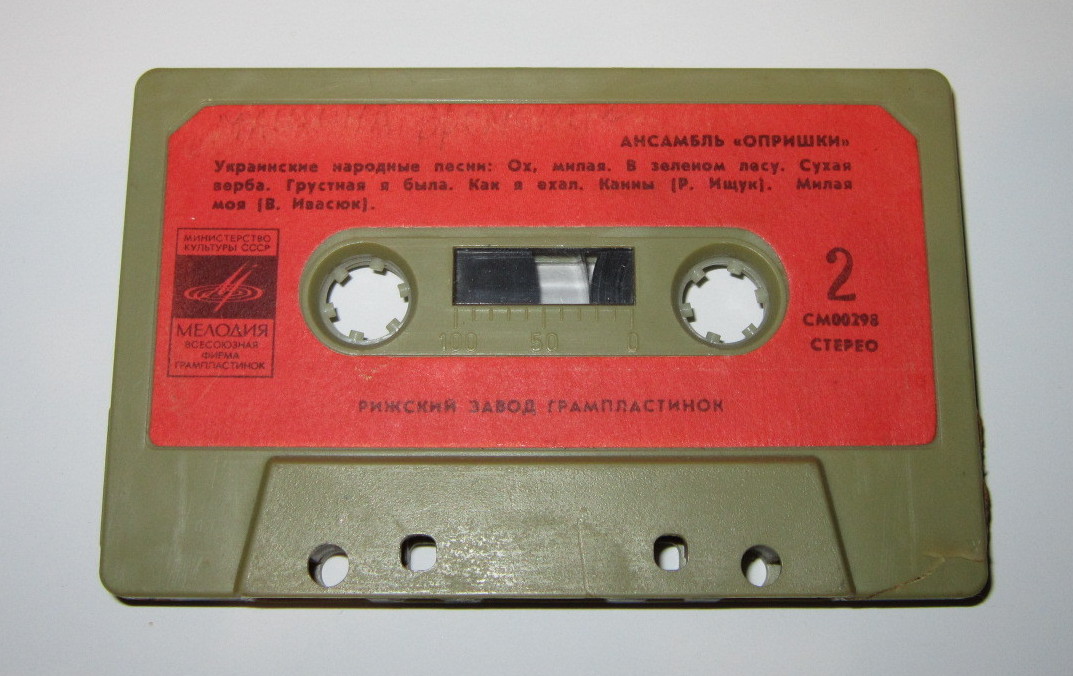 АНСАМБЛЬ «ОПРИШКИ»
Украинские народные песни: Ох, милая. В зеленом лесу. Сухая
верба. Грустная я была. Как я ехал. Канны (Р. Ищук). Милая
моя (В. Ивасюк).
МИНИСТЕРСТВО
КУЛЬТУРЫ СССР
МЕЛОДИЯ
ВСЕСОЮЗНАЯ
ФИРМА
ГРАМПЛАСТИНОК
2
СМ00298
СТЕРЕО
100 50 0
РИЖСКИЙ ЗАВОД ГРАМПЛАСТИНОК